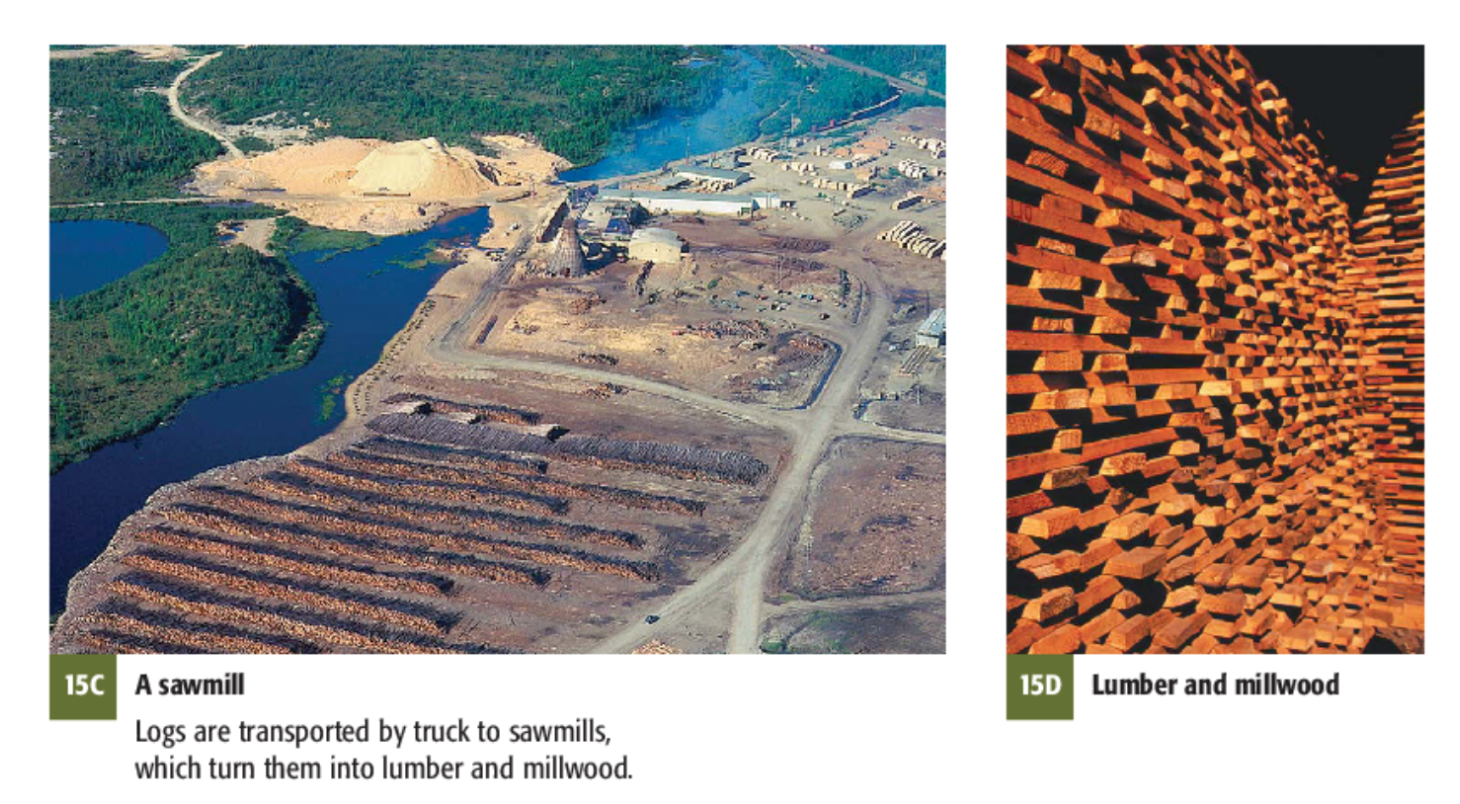 15C A sawmill
Logs are transported by truck to sawmills,
which turn them into lumber and millwood.
15D Lumber and millwood